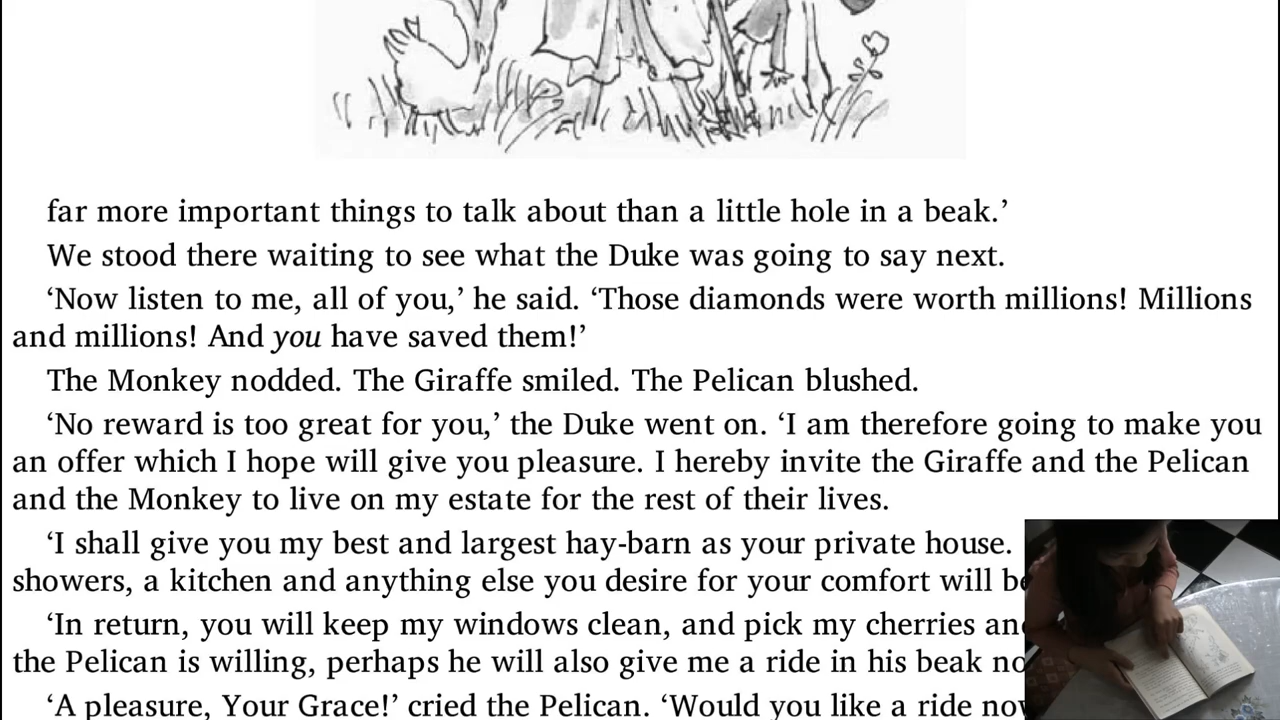 far more important things to talk about than a little hole in a beak.’
We stood there waiting to see what the Duke was going to say next.
‘Now listen to me, all of you,’ he said. ‘Those diamonds were worth millions! Millions
and millions! And you have saved them!’
The Monkey nodded. The Giraffe smiled. The Pelican blushed.
‘No reward is too great for you,’ the Duke went on. ‘I am therefore going to make you
an offer which I hope will give you pleasure. I hereby invite the Giraffe and the Pelican
and the Monkey to live on my estate for the rest of their lives.
‘I shall give you my best and largest hay-barn as your private house.
showers, a kitchen and anything else you desire for your comfort will
‘In return, you will keep my windows clean, and pick my cherries
the Pelican is willing, perhaps he will also give me a ride in his beak
‘A pleasure, Your Grace!’ cried the Pelican. ‘Would you like a ride